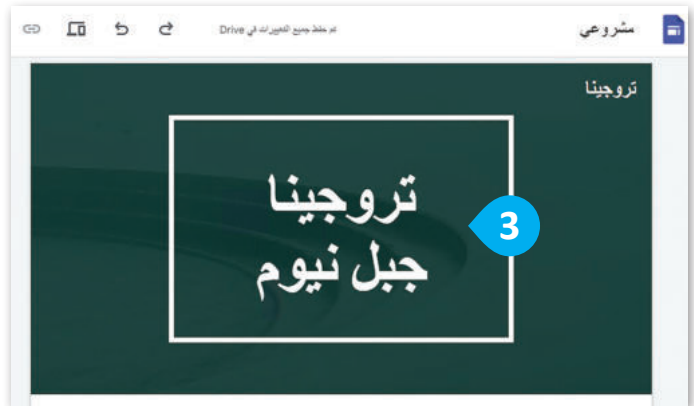 مشروعي
تم حفظ جميع التغييرات في Drive
تروجينا
تروجينا
جبل نيوم
3